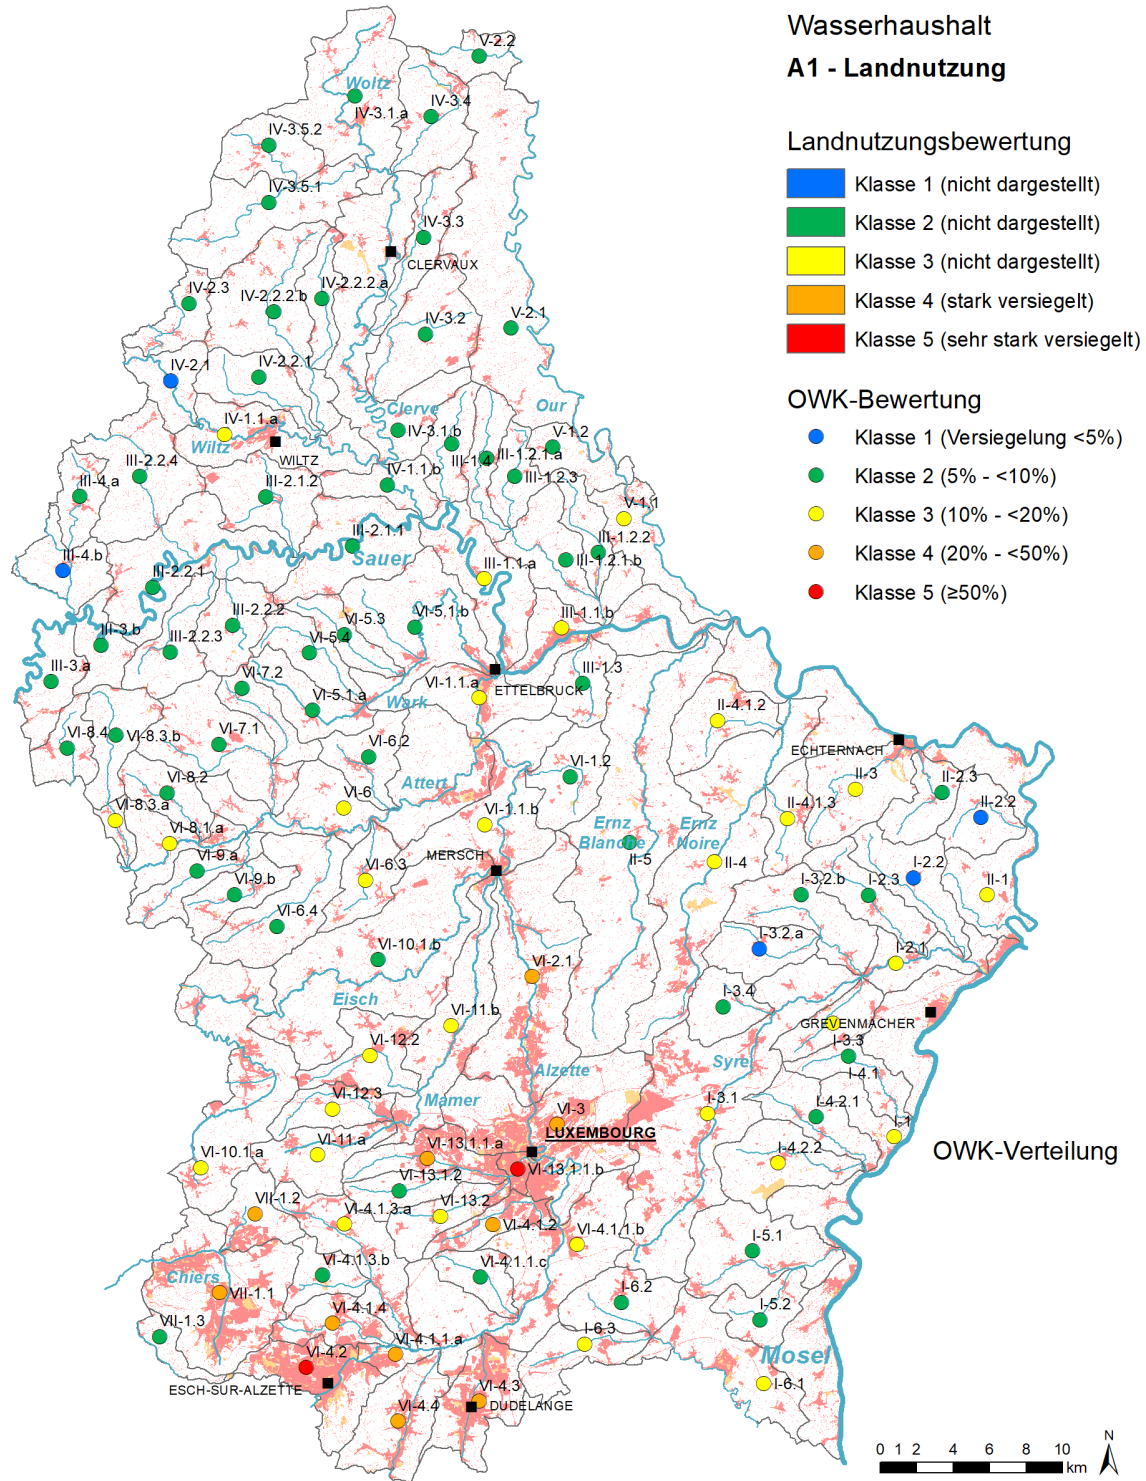 Wasserhaushalt
A1 - Landnutzung
Landnutzungsbewertung
Klasse 1 (nicht dargestellt)
Klasse 2 (nicht dargestellt)
Klasse 3 (nicht dargestellt)
Klasse 4 (stark versiegelt)
Klasse 5 (sehr stark versiegelt)
OWK-Bewertung
Klasse 1 (Versiegelung <5%)
Klasse 2 (5% - <10%)
Klasse 3 (10% - <20%)
Klasse 4 (20% - <50%)
Klasse 5 (≥50%)
V-2.2
Woltz
IV-3.4
IV-3.1.a
IV-3.5.2
IV-3.5.1
IV-3.3
CLERVAUX
IV-2.3
IV-2.2.2.b
IV-2.2.2.a
IV-3.2
V-2.1
IV-2.1
IV-2.2.1
Clerve
Our
IV-1.1.a
Wiltz
WILTZ
IV-3.1.b
V-1.2
III-1.4
III-1.2.1.a
III-1.2.3
III-2.2.4
III-4.a
III-2.1.2
IV-1.1.b
V-1.1
III-2.1.1
Sauer
III-1.2.2
III-1.2.1.b
III-4.b
III-2.2.1
III-1.1.a
III-3.b
III-2.2.2
III-2.2.3
VI-5.3
VI-5.4
VI-5.1.b
III-1.1.b
III-3.a
VI-7.2
VI-5.1.a
Wark
VI-1.1.a
ETTELBRUCK
III-1.3
II-4.1.2
VI-8.4
VI-8.3.b
VI-7.1
VI-6.2
ECHTERNACH
VI-8.2
Attert
VI-1.2
II-3
II-2.3
VI-8.3.a
VI-6
VI-1.1.b
II-4.1.3
II-2.2
VI-8.1.a
Ernz
Blanche
Ernz
Noire
MERSCH
II-5
II-4
VI-9.a
VI-9.b
VI-6.3
I-3.2.b
I-2.3
I-2.2
II-1
VI-6.4
VI-10.1.b
I-3.2.a
I-2.1
VI-2.1
Eisch
I-3.4
VI-11.b
GREVENMACHER
VI-12.2
I-3.3
I-4.1
Alzette
Syre
VI-12.3
Mamer
VI-3
I-3.1
I-4.2.1
LUXEMBOURG
I-1
OWK-Verteilung
VI-11.a
VI-13.1.1.a
VI-10.1.a
VI-13.1.1.b
I-4.2.2
VI-13.1.2
VII-1.2
VI-4.1.3.a
VI-13.2
VI-4.1.2
VI-4.1.1.b
I-5.1
VI-4.1.3.b
VI-4.1.1.c
Chiers
VII-1.1
I-6.2
I-5.2
VII-1.3
VI-4.1.4
VI-4.1.1.a
I-6.3
VI-4.2
Mosel
ESCH-SUR-ALZETTE
VI-4.3
DUDELANGE
VI-4.4
I-6.1
N
0 1 2 4 6 8 10
km